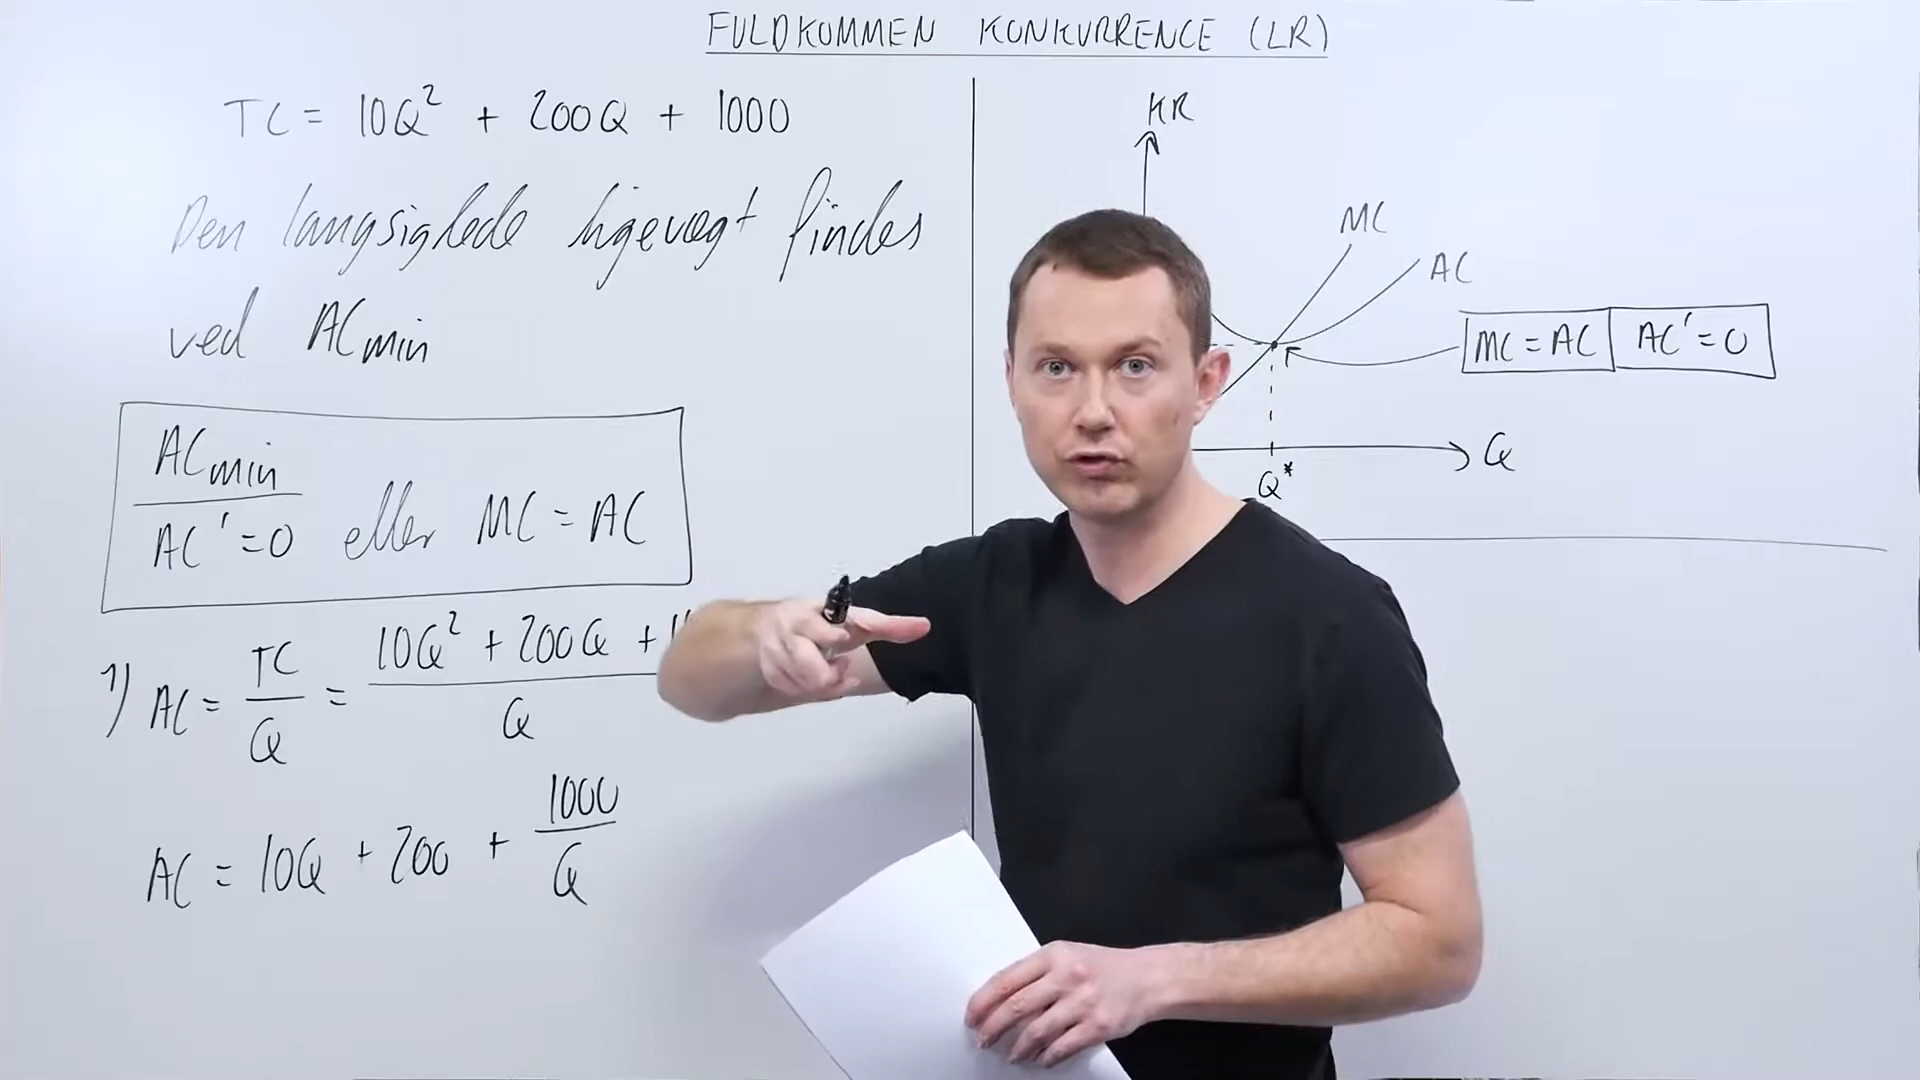 FULDKOMMEN KONKURRENCE (LR)
TC = 10Q² + 200Q + 1000
Den langsigtede ligevægt findes
ved ACmin
ACmin
AC' = 0 eller MC = AC
1) AC = TC / Q = 10Q² + 200Q + / Q
AC = 10Q + 200 + 1000 / Q
KR
MC
AC
MC = AC AC' = 0
Q
Q*